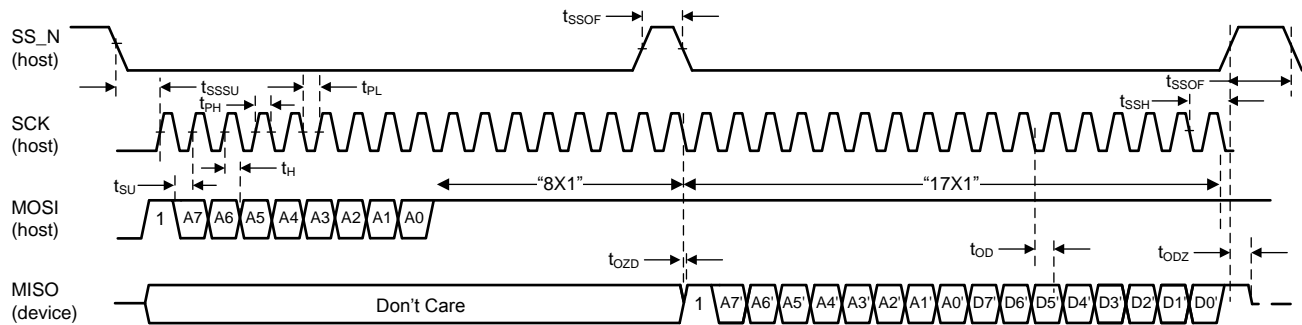 SS_N
(host)
tSSOF
tSSSU
tPH
tPL
tSSH
tSSOF
SCK
(host)
tSU
tH
"8X1"
"17X1"
MOSI
(host)
1 A7 A6 A5 A4 A3 A2 A1 A0
tOZD
tOD
tODZ
MISO
(device)
Don't Care
1 A7' A6' A5' A4' A3' A2' A1' A0' D7' D6' D5' D4' D3' D2' D1' D0'